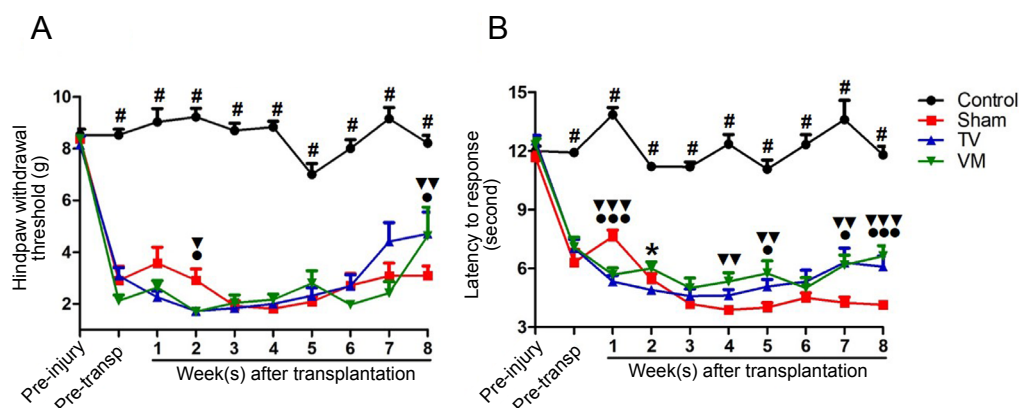 A
Hindpaw withdrawal
threshold (g)
10
8
6
4
2
# # # # # # # # #
Pre-injury
Pre-transp
1 2 3 4 5 6 7 8
Week(s) after transplantation
B
Latency to response
(second)
15
12
9
6
3
# # # # # # # # #
*
Pre-injury
Pre-transp
1 2 3 4 5 6 7 8
Week(s) after transplantation
Control
Sham
TV
VM